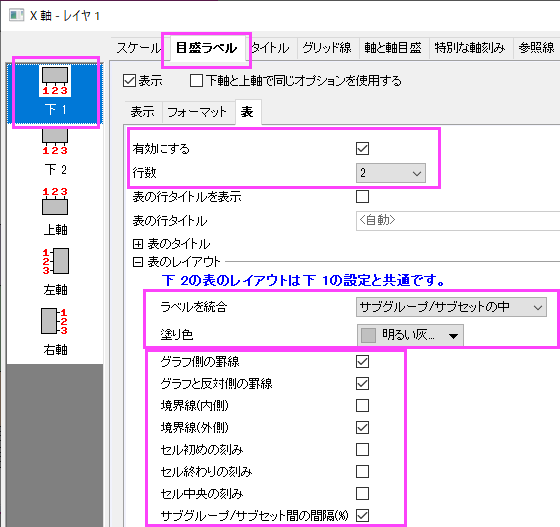 X 軸 - レイヤ 1
スケール 目盛ラベル タイトル グリッド線 軸と軸目盛 特別な軸刻み 参照線
表示 下軸と上軸で同じオプションを使用する
123
下 1
123
下 2
123
上軸
1
2
3
左軸
1
2
3
右軸
表示 フォーマット 表
有効にする
行数 2
表の行タイトルを表示
表の行タイトル <自動>
表のタイトル
表のレイアウト
下 2の表のレイアウトは下 1の設定と共通です。
ラベルを統合 サブグループ/サブセットの中
塗り色 明るい灰...
グラフ側の罫線
グラフと反対側の罫線
境界線(内側)
境界線(外側)
セル初めの刻み
セル終わりの刻み
セル中央の刻み
サブグループ/サブセット間の間隔(%)